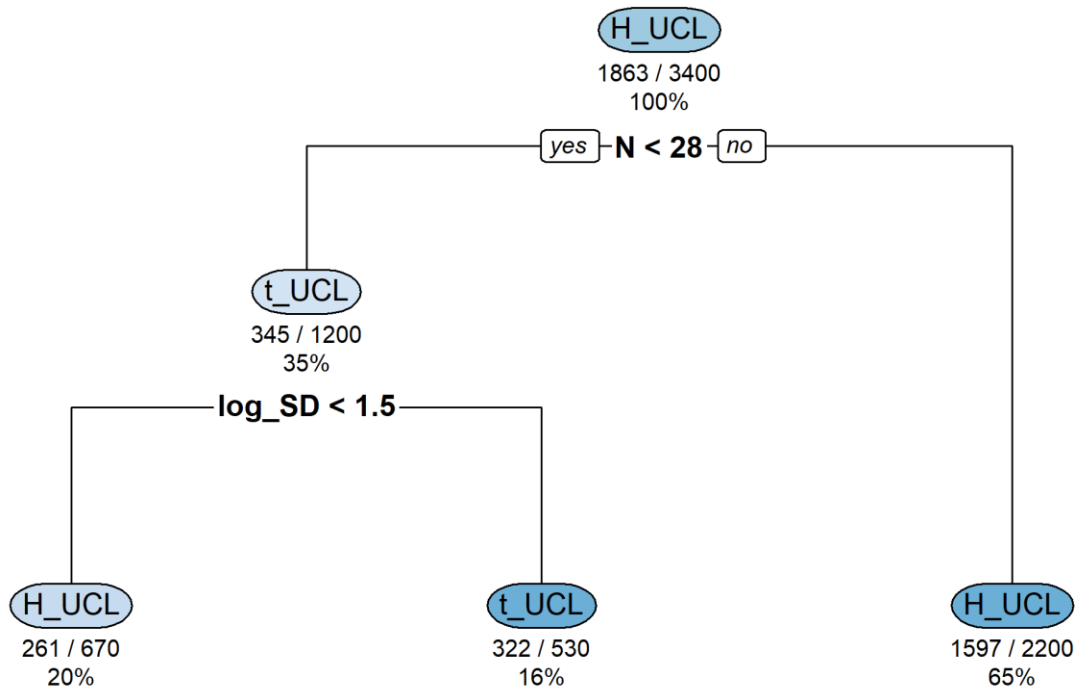 H_UCL
1863 / 3400
100%
yes N < 28 no
t_UCL
345 / 1200
35%
log_SD < 1.5
H_UCL
261 / 670
20%
t_UCL
322 / 530
16%
H_UCL
1597 / 2200
65%